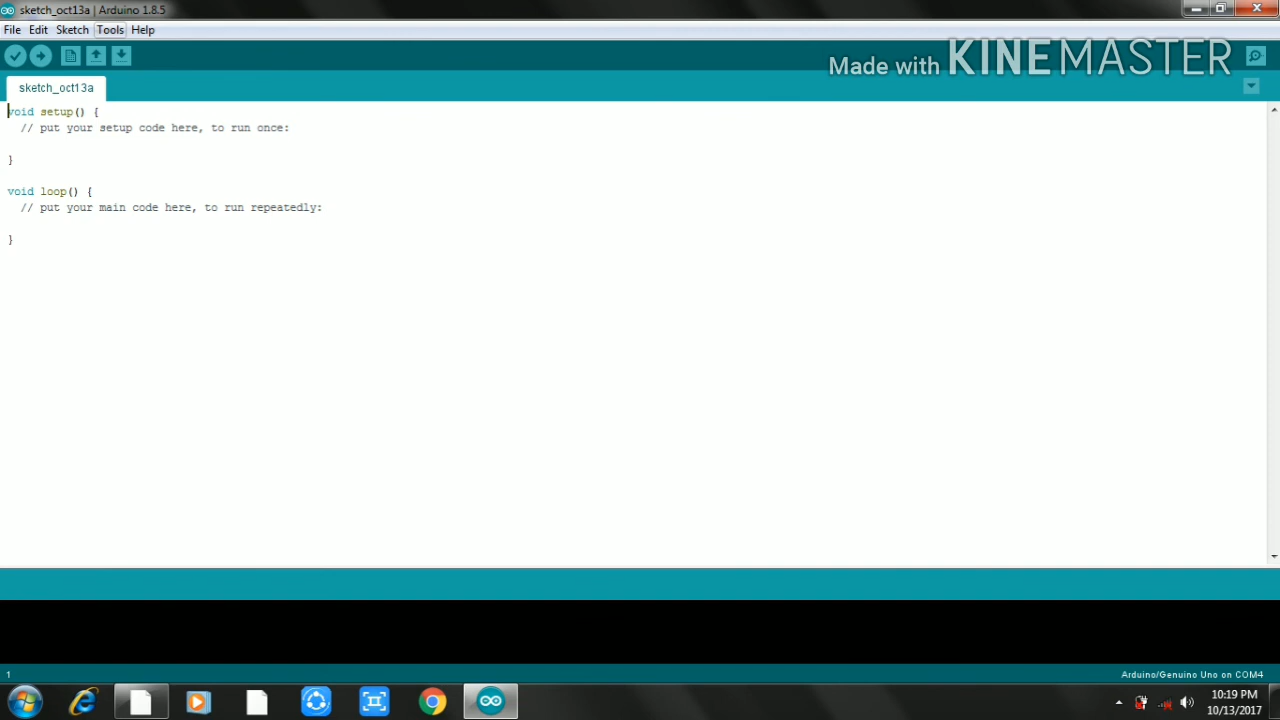 sketch_oct13a | Arduino 1.8.5
File Edit Sketch Tools Help
Made with KINEMASTER
sketch_oct13a
void setup() {
  // put your setup code here, to run once:
}
void loop() {
  // put your main code here, to run repeatedly:
}
1
Arduino/Genuino Uno on COM4
10:19 PM
10/13/2017